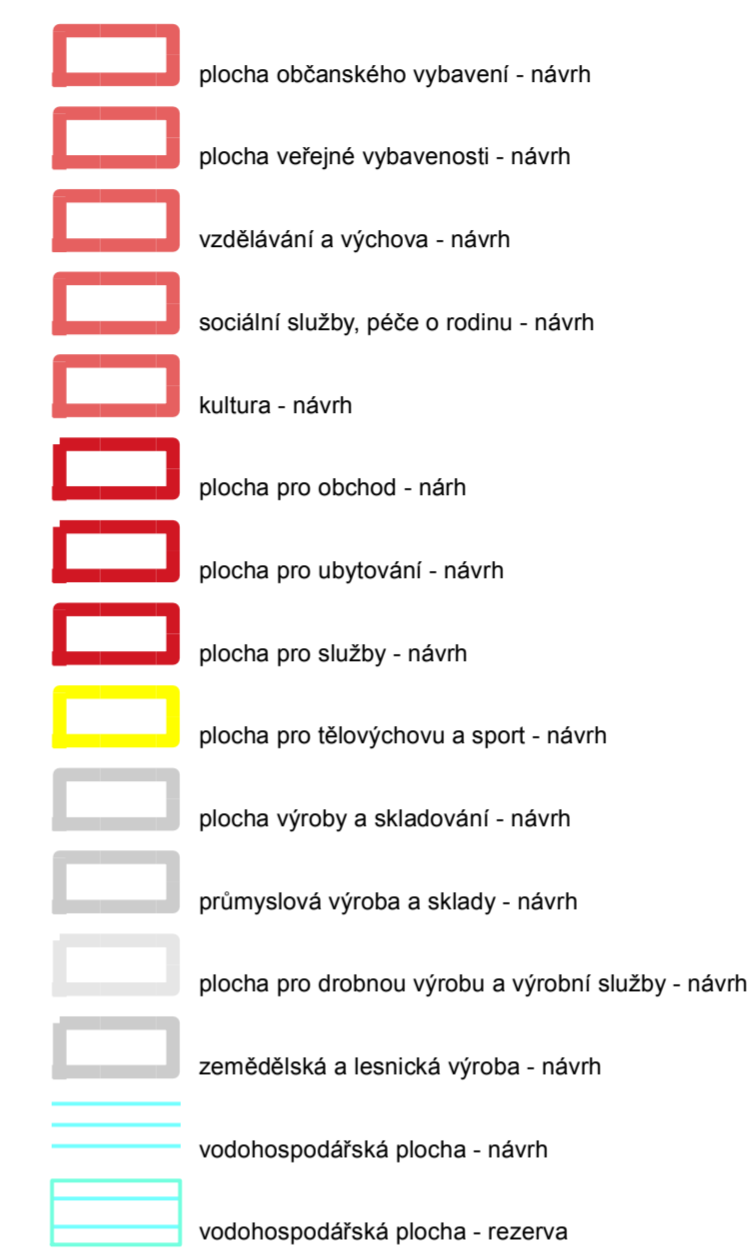 plocha občanského vybavení - návrh
plocha veřejné vybavenosti - návrh
vzdělávání a výchova - návrh
sociální služby, péče o rodinu - návrh
kultura - návrh
plocha pro obchod - nárh
plocha pro ubytování - návrh
plocha pro služby - návrh
plocha pro tělovýchovu a sport - návrh
plocha výroby a skladování - návrh
průmyslová výroba a sklady - návrh
plocha pro drobnou výrobu a výrobní služby - návrh
zemědělská a lesnická výroba - návrh
vodohospodářská plocha - návrh
vodohospodářská plocha - rezerva